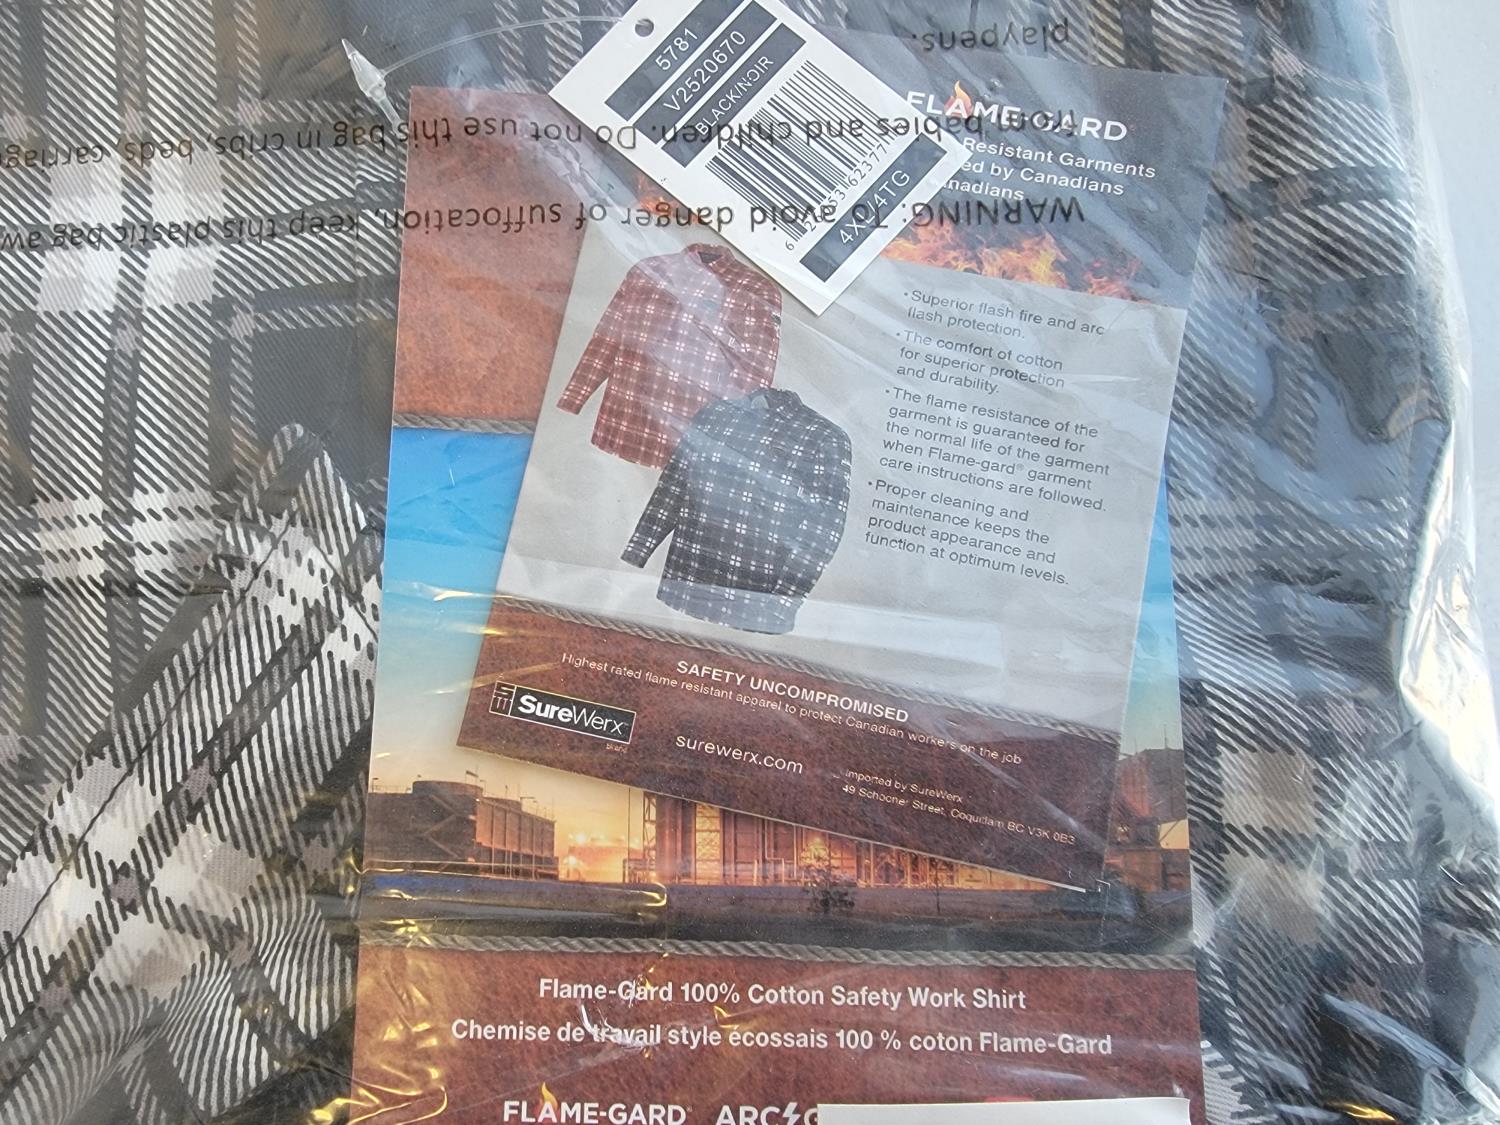 playpens.
from babies and children. Do not use this bag in cribs, beds, carriages
WARNING: To avoid danger of suffocation, keep this plastic bag away
5781
V2520670
BLACK/NOIR
4XL/4TG
FLAME-GARD
Resistant Garments
by Canadians
• Superior flash fire and arc
flash protection.
• The comfort of cotton
for superior protection
and durability.
• The flame resistance of the
garment is guaranteed for
the normal life of the garment
when Flame-gard® garment
care instructions are followed.
• Proper cleaning and
maintenance keeps the
product appearance and
function at optimum levels.
SAFETY UNCOMPROMISED
Highest rated flame resistant apparel to protect Canadian workers on the job
SureWerx
brand
surewerx.com
Imported by SureWerx
49 Schooner Street, Coquitlam BC V3K 0B3
Flame-Gard 100% Cotton Safety Work Shirt
Chemise de travail style écossais 100 % coton Flame-Gard
FLAME-GARD® ARC